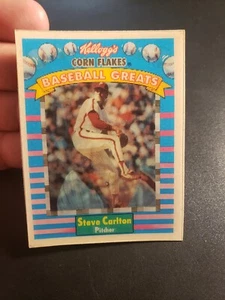 Kellogg's
CORN FLAKES®
BASEBALL GREATS
Steve Carlton
Pitcher